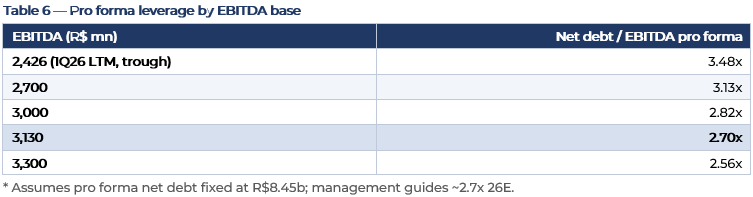 Table 6 — Pro forma leverage by EBITDA base
EBITDA (R$ mn) Net debt / EBITDA pro forma
2,426 (1Q26 LTM, trough) 3.48x
2,700 3.13x
3,000 2.82x
3,130 2.70x
3,300 2.56x
* Assumes pro forma net debt fixed at R$8.45b; management guides ~2.7x 26E.